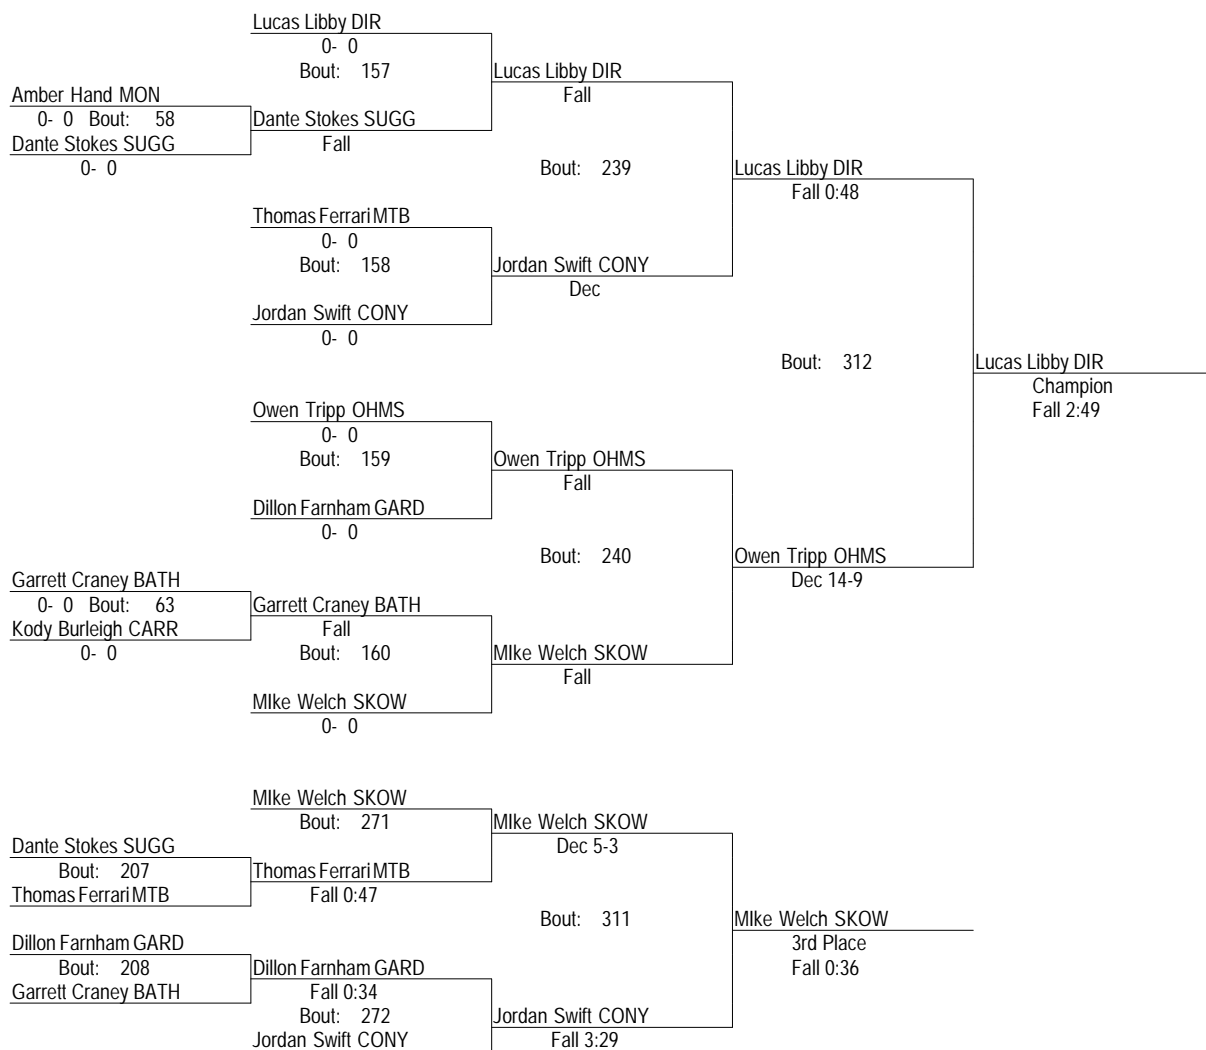 Lucas Libby DIR
0- 0
Bout: 157
Lucas Libby DIR
Fall
Amber Hand MON
0- 0 Bout: 58
Dante Stokes SUGG
0- 0
Dante Stokes SUGG
Fall
Bout: 239
Lucas Libby DIR
Fall 0:48
Thomas Ferrari MTB
0- 0
Bout: 158
Jordan Swift CONY
Dec
Jordan Swift CONY
0- 0
Bout: 312
Lucas Libby DIR
Champion
Fall 2:49
Owen Tripp OHMS
0- 0
Bout: 159
Owen Tripp OHMS
Fall
Dillon Farnham GARD
0- 0
Bout: 240
Owen Tripp OHMS
Dec 14-9
Garrett Craney BATH
0- 0 Bout: 63
Kody Burleigh CARR
0- 0
Garrett Craney BATH
Fall
Bout: 160
MIke Welch SKOW
Fall
MIke Welch SKOW
0- 0
MIke Welch SKOW
Bout: 271
MIke Welch SKOW
Dec 5-3
Dante Stokes SUGG
Bout: 207
Thomas Ferrari MTB
Thomas Ferrari MTB
Fall 0:47
Bout: 311
MIke Welch SKOW
3rd Place
Fall 0:36
Dillon Farnham GARD
Bout: 208
Garrett Craney BATH
Dillon Farnham GARD
Fall 0:34
Bout: 272
Jordan Swift CONY
Jordan Swift CONY
Fall 3:29